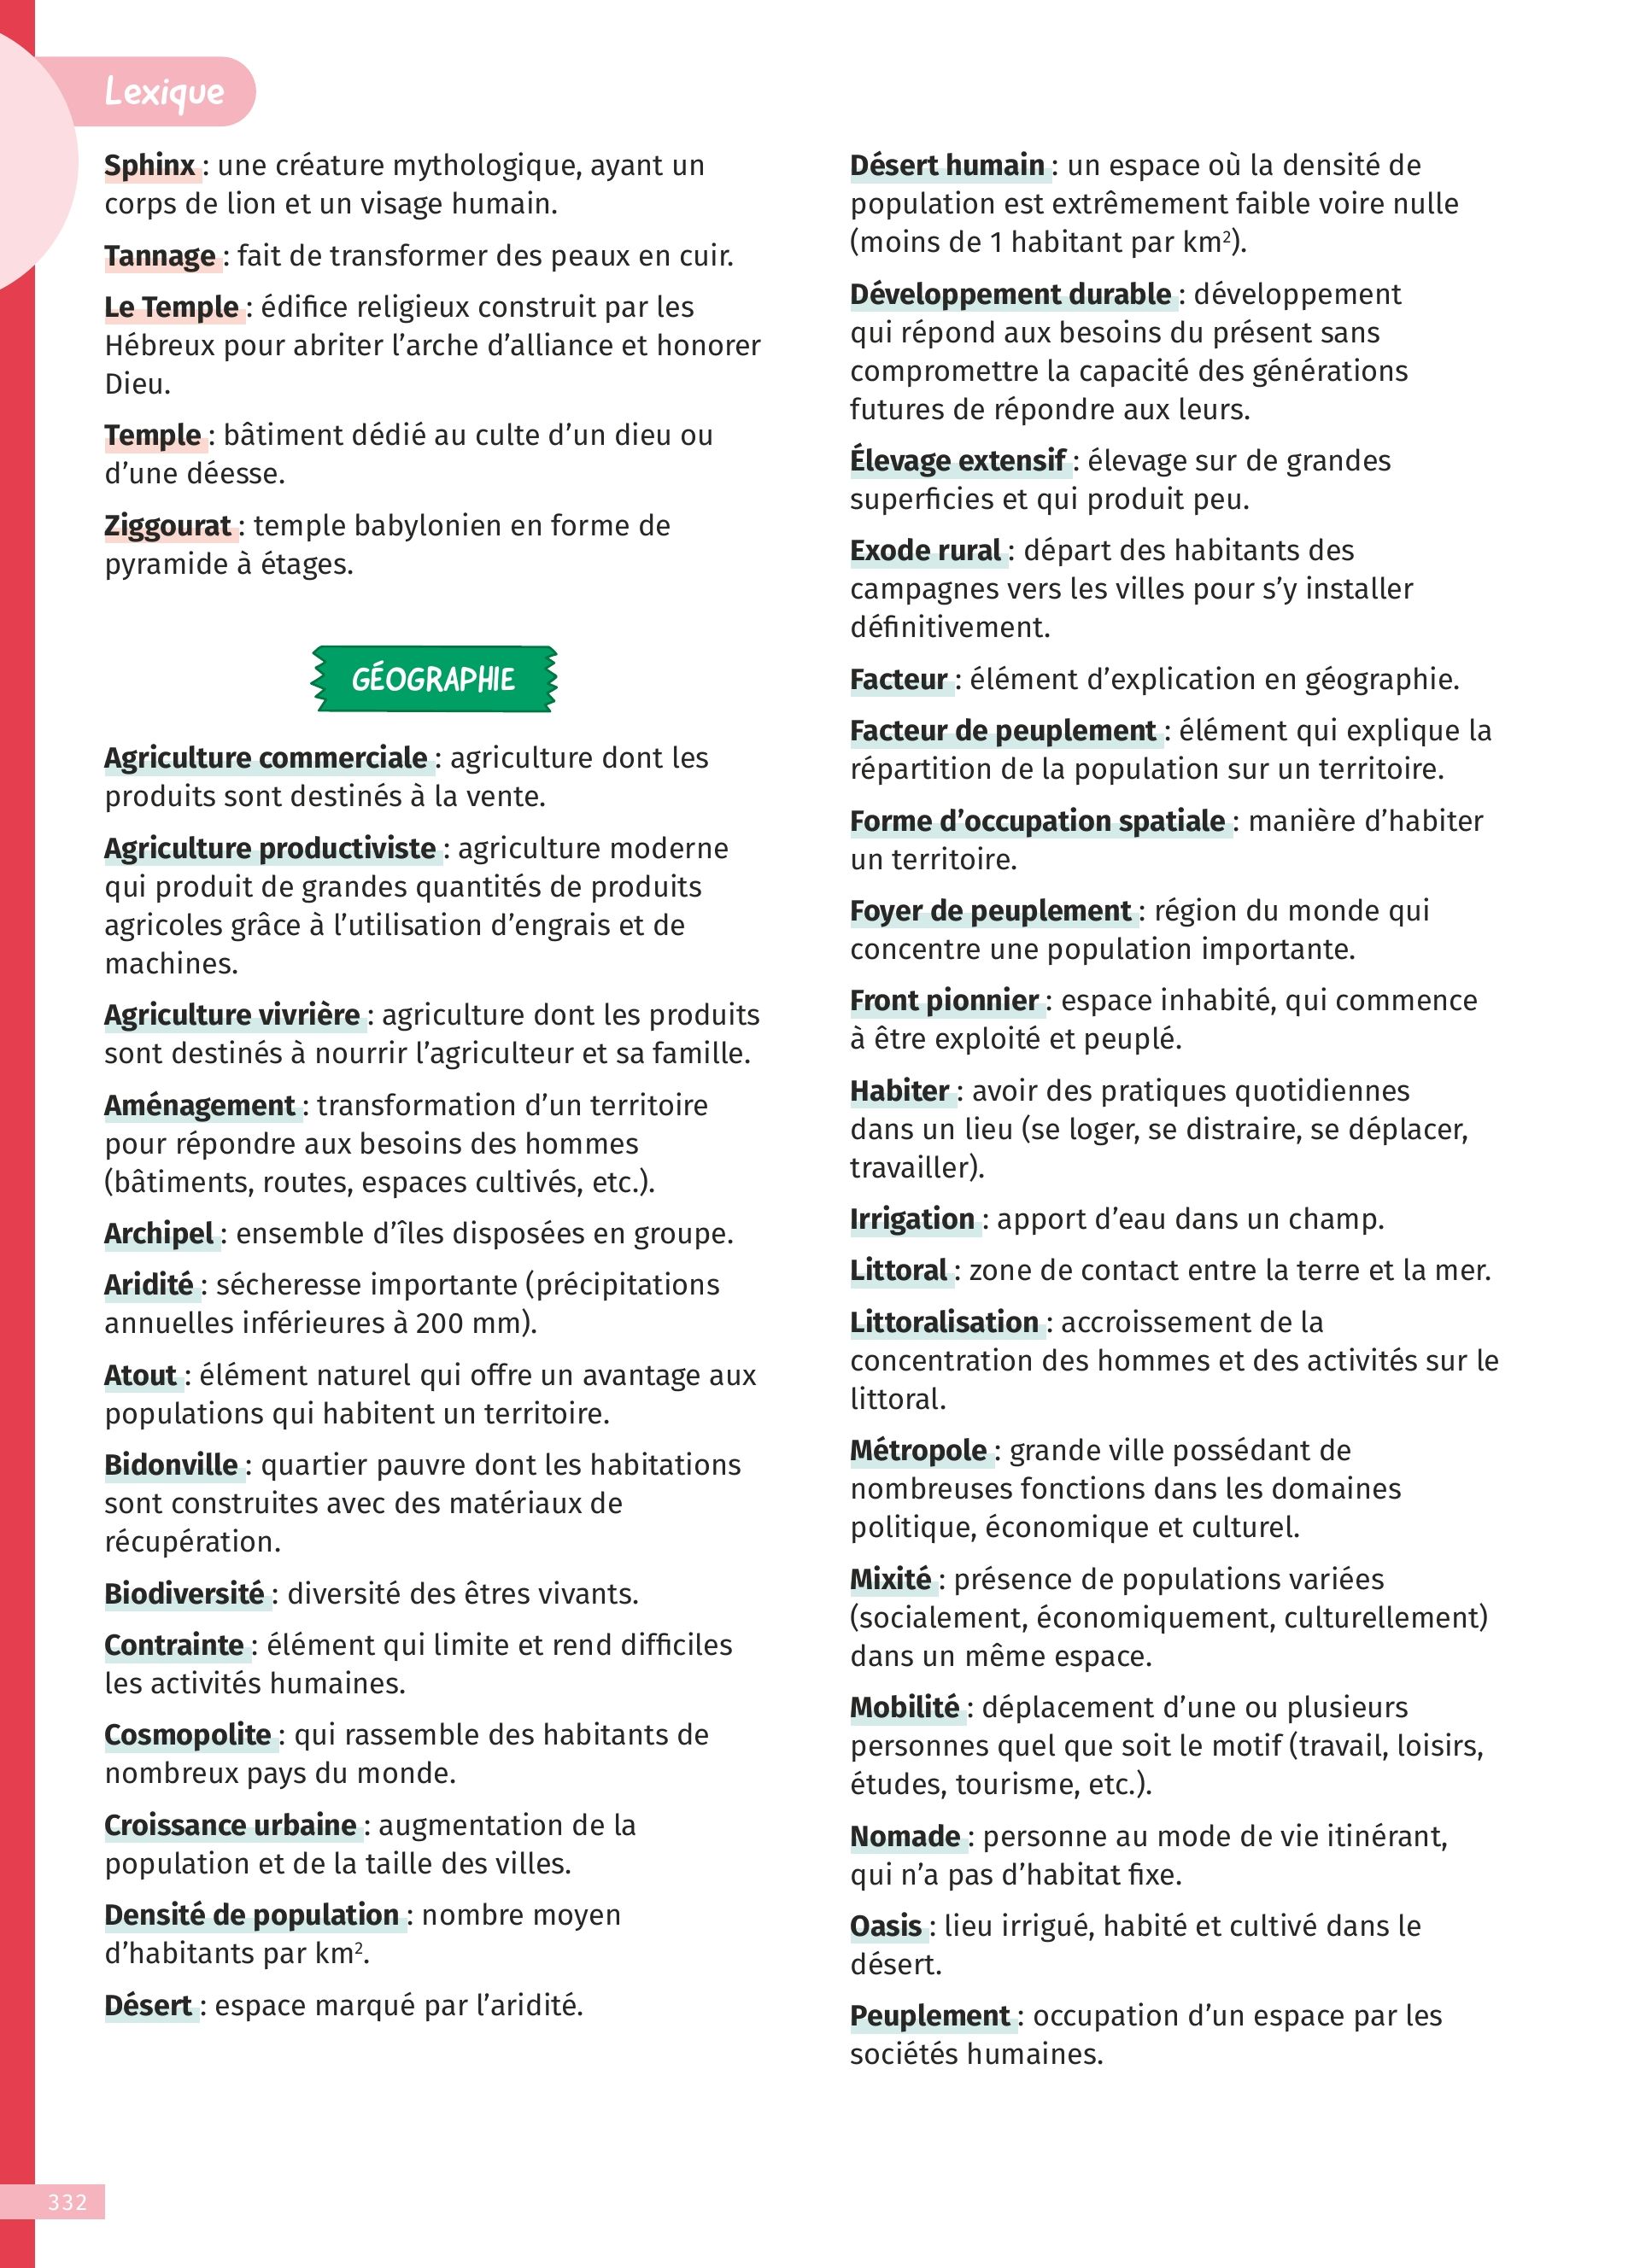 Lexique
Sphinx : une créature mythologique, ayant un
corps de lion et un visage humain.
Tannage : fait de transformer des peaux en cuir.
Le Temple : édifice religieux construit par les
Hébreux pour abriter l’arche d’alliance et honorer
Dieu.
Temple : bâtiment dédié au culte d’un dieu ou
d’une déesse.
Ziggourat : temple babylonien en forme de
pyramide à étages.
GÉOGRAPHIE
Agriculture commerciale : agriculture dont les
produits sont destinés à la vente.
Agriculture productiviste : agriculture moderne
qui produit de grandes quantités de produits
agricoles grâce à l’utilisation d’engrais et de
machines.
Agriculture vivrière : agriculture dont les produits
sont destinés à nourrir l’agriculteur et sa famille.
Aménagement : transformation d’un territoire
pour répondre aux besoins des hommes
(bâtiments, routes, espaces cultivés, etc.).
Archipel : ensemble d’îles disposées en groupe.
Aridité : sécheresse importante (précipitations
annuelles inférieures à 200 mm).
Atout : élément naturel qui offre un avantage aux
populations qui habitent un territoire.
Bidonville : quartier pauvre dont les habitations
sont construites avec des matériaux de
récupération.
Biodiversité : diversité des êtres vivants.
Contrainte : élément qui limite et rend difficiles
les activités humaines.
Cosmopolite : qui rassemble des habitants de
nombreux pays du monde.
Croissance urbaine : augmentation de la
population et de la taille des villes.
Densité de population : nombre moyen
d’habitants par km².
Désert : espace marqué par l’aridité.
Désert humain : un espace où la densité de
population est extrêmement faible voire nulle
(moins de 1 habitant par km²).
Développement durable : développement
qui répond aux besoins du présent sans
compromettre la capacité des générations
futures de répondre aux leurs.
Élevage extensif : élevage sur de grandes
superficies et qui produit peu.
Exode rural : départ des habitants des
campagnes vers les villes pour s’y installer
définitivement.
Facteur : élément d’explication en géographie.
Facteur de peuplement : élément qui explique la
répartition de la population sur un territoire.
Forme d’occupation spatiale : manière d’habiter
un territoire.
Foyer de peuplement : région du monde qui
concentre une population importante.
Front pionnier : espace inhabité, qui commence
à être exploité et peuplé.
Habiter : avoir des pratiques quotidiennes
dans un lieu (se loger, se distraire, se déplacer,
travailler).
Irrigation : apport d’eau dans un champ.
Littoral : zone de contact entre la terre et la mer.
Littoralisation : accroissement de la
concentration des hommes et des activités sur le
littoral.
Métropole : grande ville possédant de
nombreuses fonctions dans les domaines
politique, économique et culturel.
Mixité : présence de populations variées
(socialement, économiquement, culturellement)
dans un même espace.
Mobilité : déplacement d’une ou plusieurs
personnes quel que soit le motif (travail, loisirs,
études, tourisme, etc.).
Nomade : personne au mode de vie itinérant,
qui n’a pas d’habitat fixe.
Oasis : lieu irrigué, habité et cultivé dans le
désert.
Peuplement : occupation d’un espace par les
sociétés humaines.
332